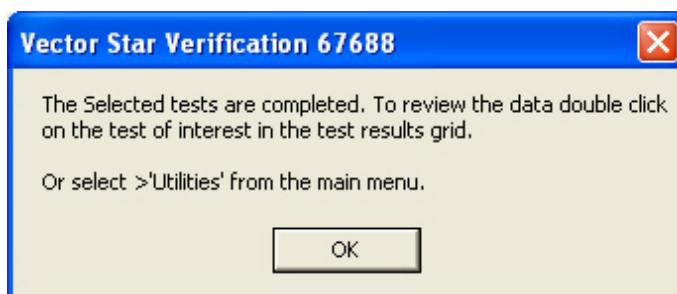 Vector Star Verification 67688
The Selected tests are completed. To review the data double click
on the test of interest in the test results grid.
Or select >'Utilities' from the main menu.
OK